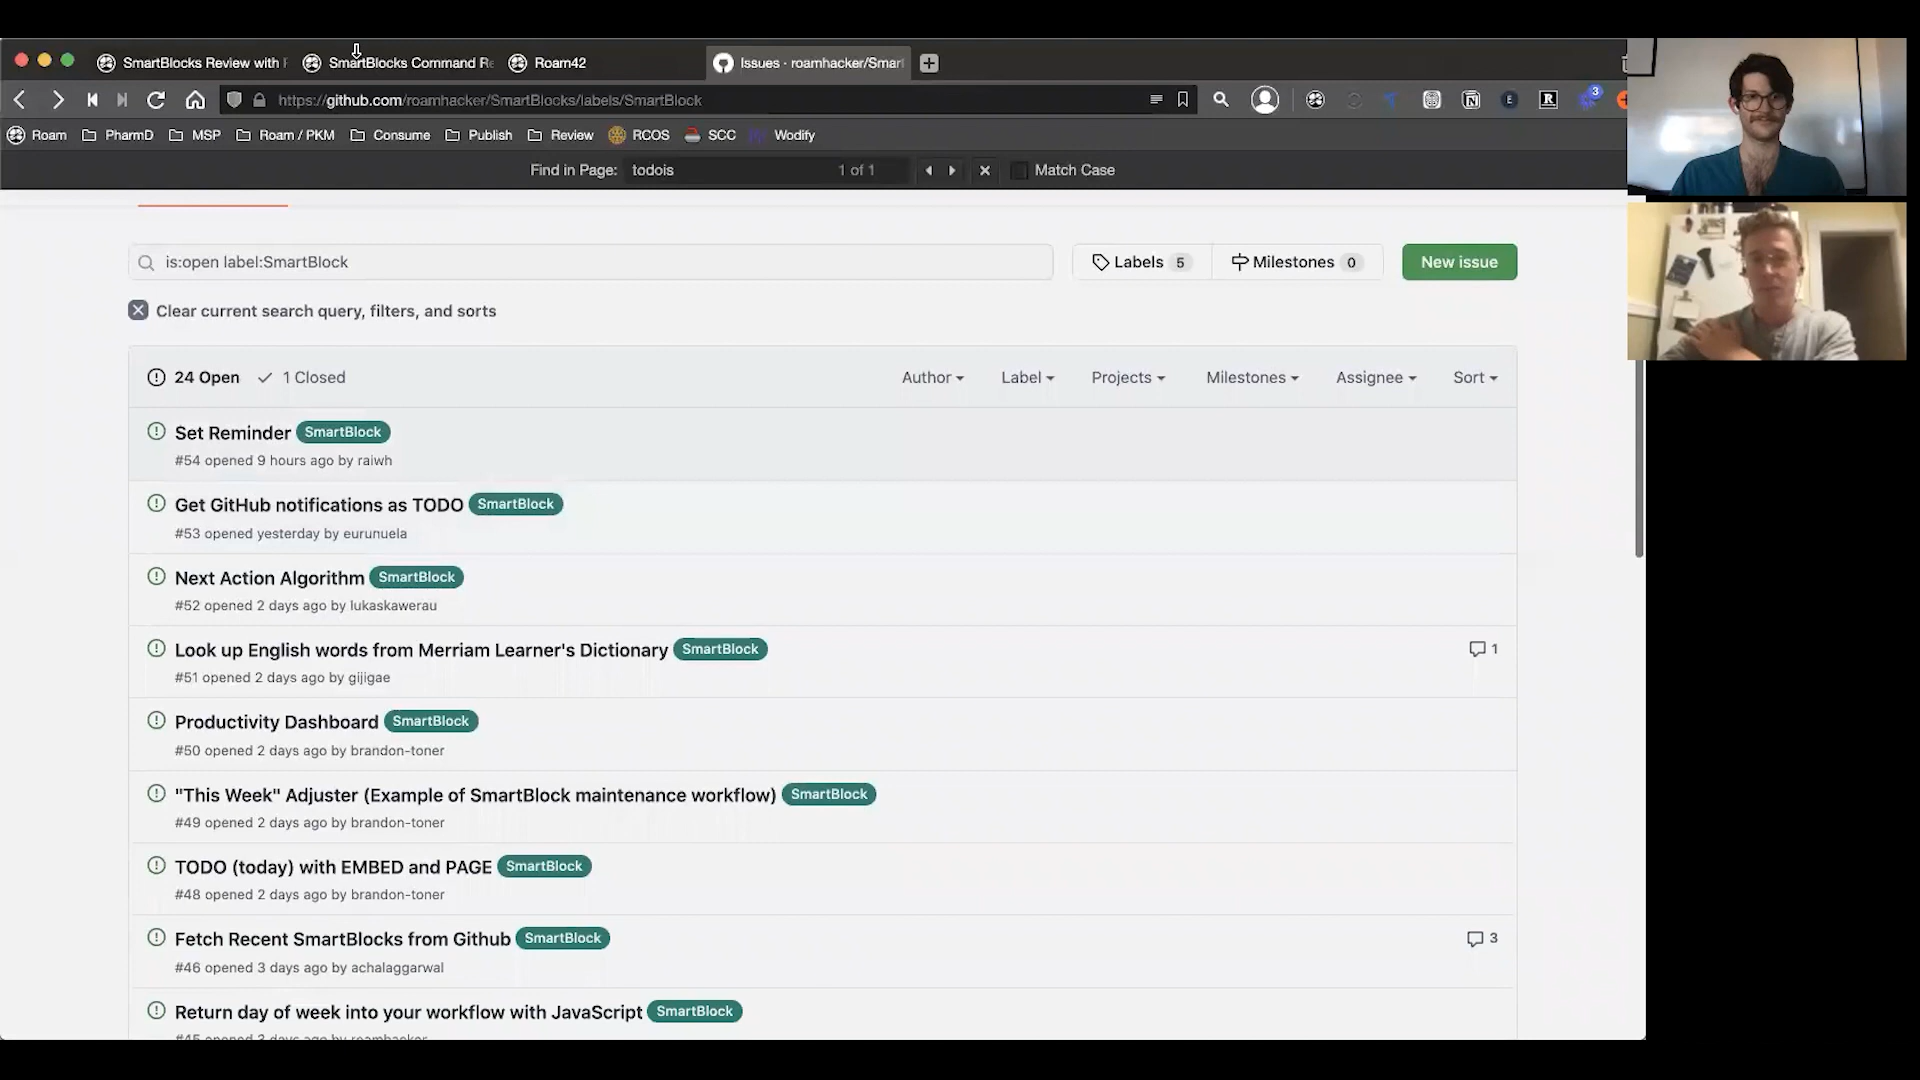 SmartBlocks Review with
SmartBlocks Command Re
Roam42
Issues · roamhacker/Smart
https://github.com/roamhacker/SmartBlocks/labels/SmartBlock
3
Roam
PharmD
MSP
Roam / PKM
Consume
Publish
Review
RCOS
SCC
Wodify
Find in Page:
todois
1 of 1
Match Case
is:open label:SmartBlock
Labels 5
Milestones 0
New issue
Clear current search query, filters, and sorts
24 Open
1 Closed
Author
Label
Projects
Milestones
Assignee
Sort
Set Reminder SmartBlock
#54 opened 9 hours ago by raiwh
Get GitHub notifications as TODO SmartBlock
#53 opened yesterday by eurunuela
Next Action Algorithm SmartBlock
#52 opened 2 days ago by lukaskawerau
Look up English words from Merriam Learner's Dictionary SmartBlock
1
#51 opened 2 days ago by gijigae
Productivity Dashboard SmartBlock
#50 opened 2 days ago by brandon-toner
"This Week" Adjuster (Example of SmartBlock maintenance workflow) SmartBlock
#49 opened 2 days ago by brandon-toner
TODO (today) with EMBED and PAGE SmartBlock
#48 opened 2 days ago by brandon-toner
Fetch Recent SmartBlocks from Github SmartBlock
3
#46 opened 3 days ago by achalaggarwal
Return day of week into your workflow with JavaScript SmartBlock
#45 opened 3 days ago by roamhacker